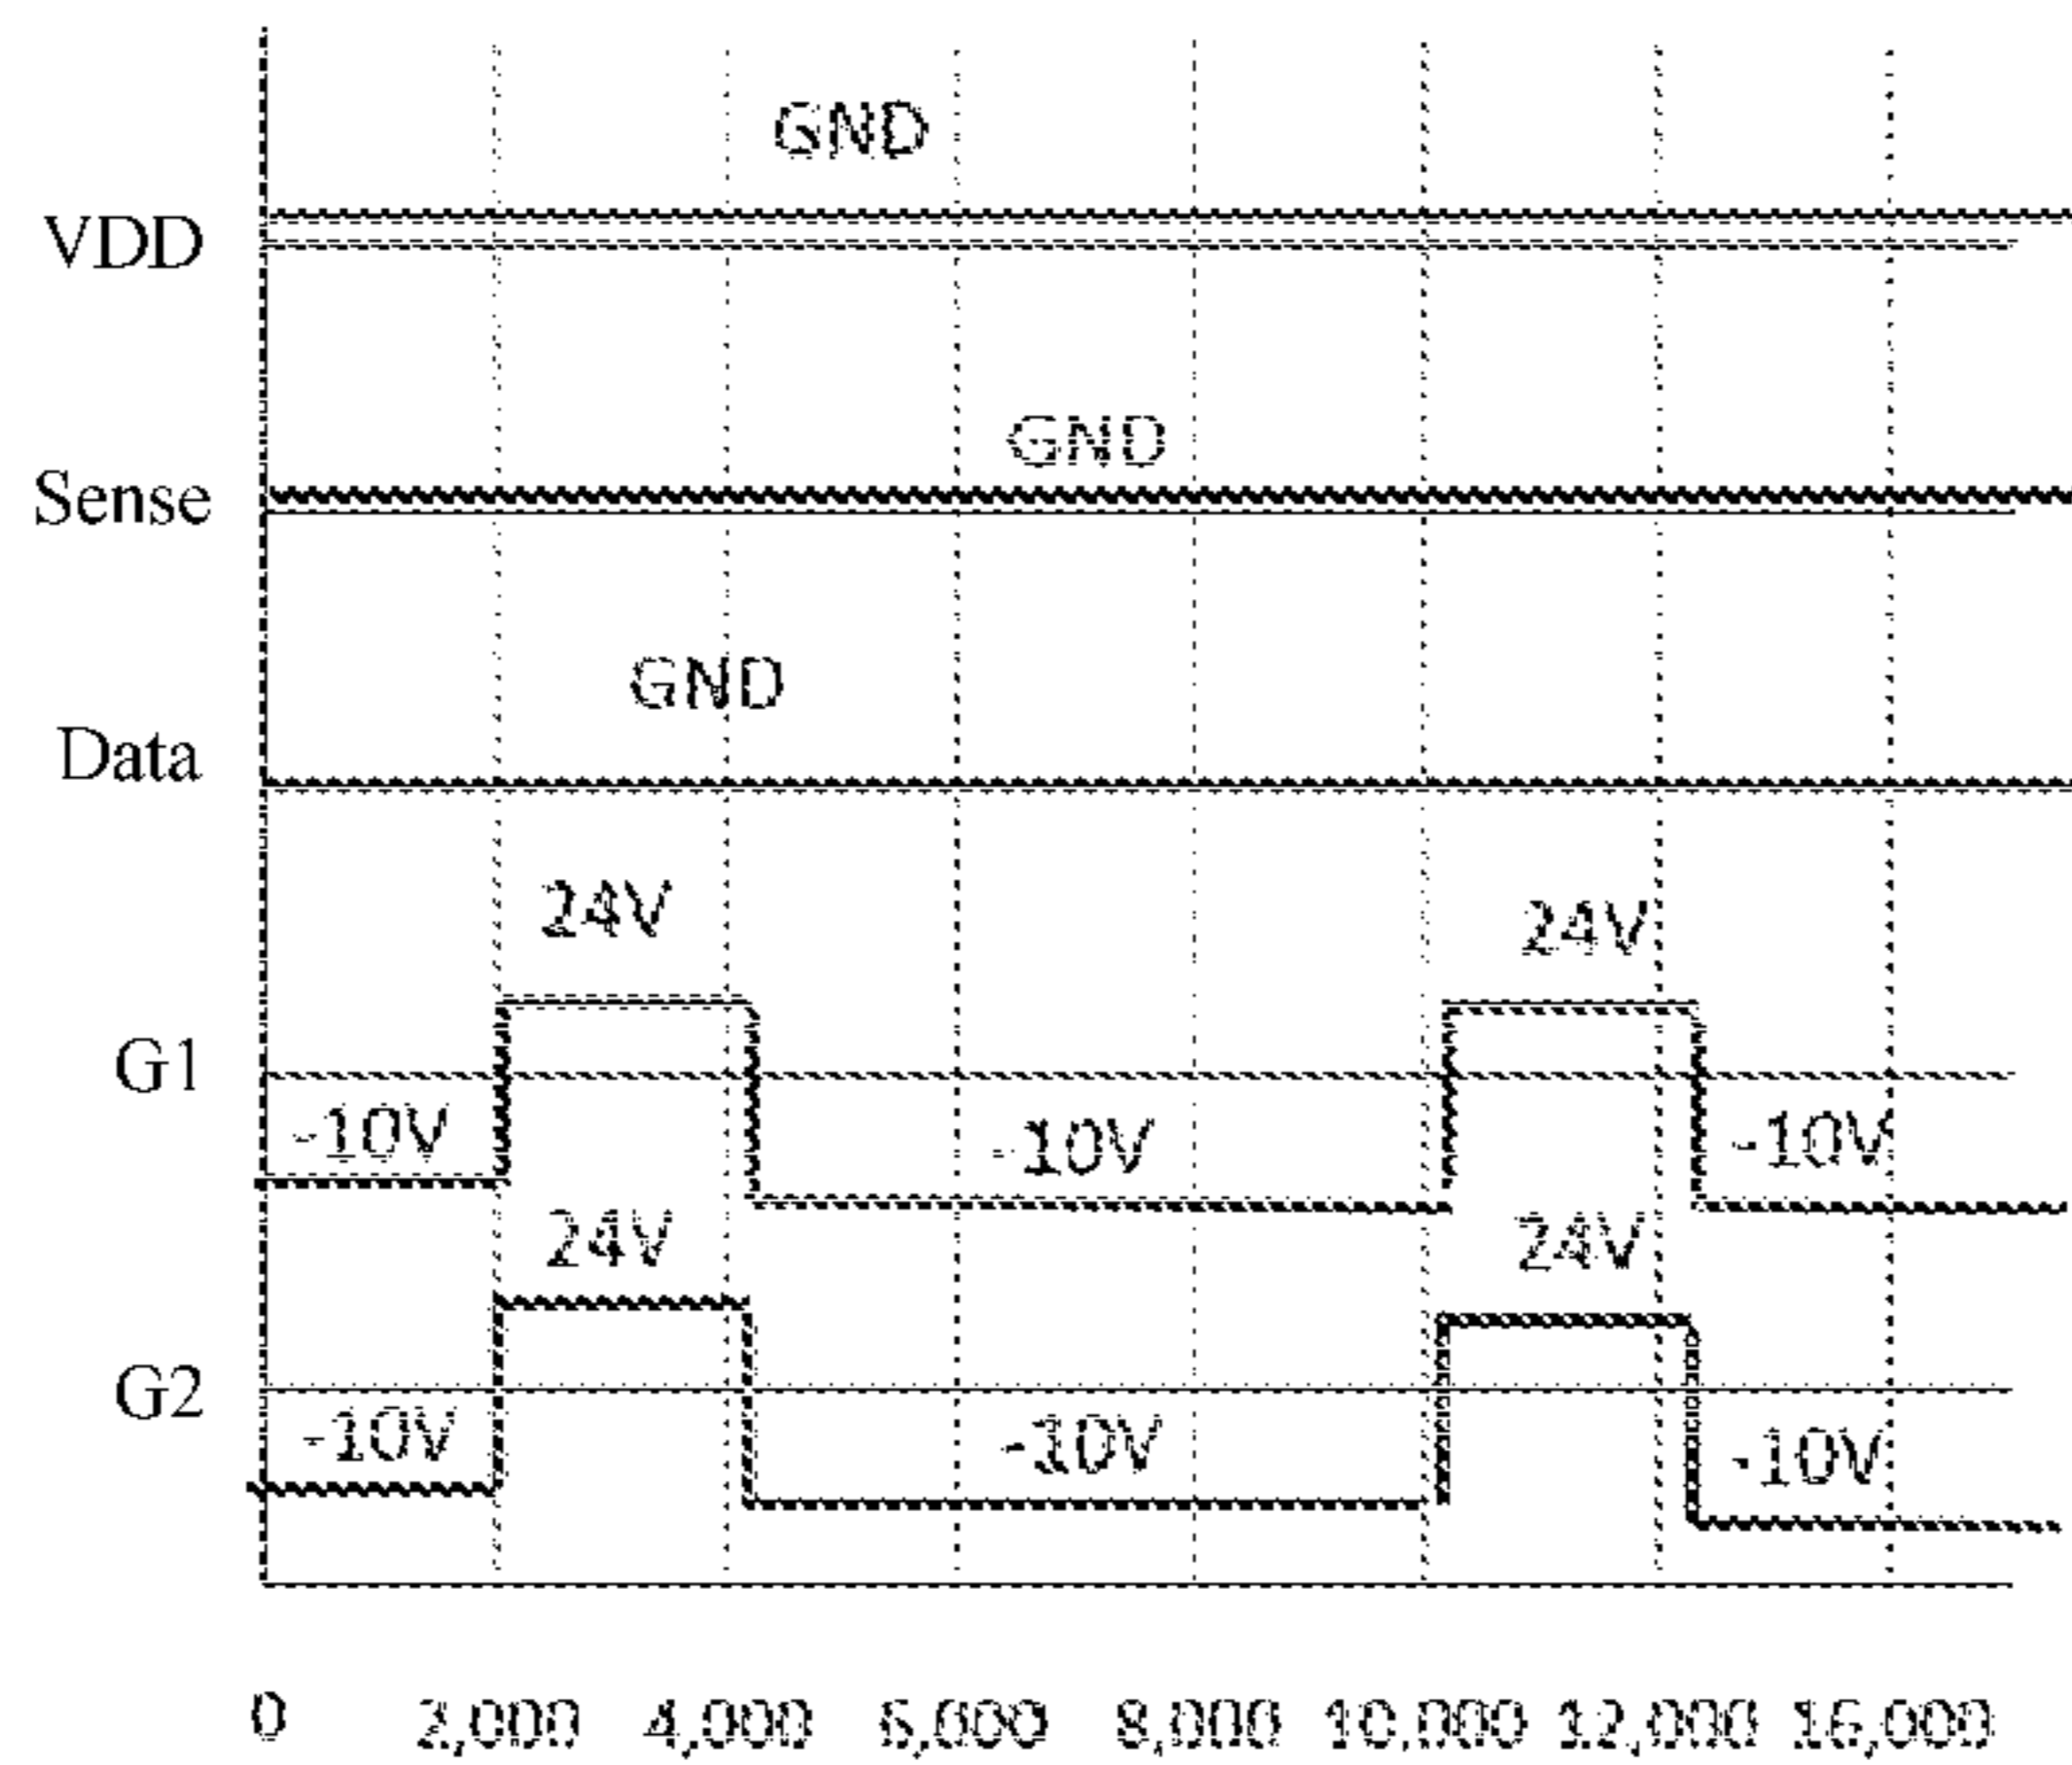 GND
VDD
GND
Sense
GND
Data
24V 24V
G1
-10V -10V -10V
24V 24V
G2
-10V -10V -10V
0 2,000 4,000 6,000 8,000 10,000 12,000 16,000